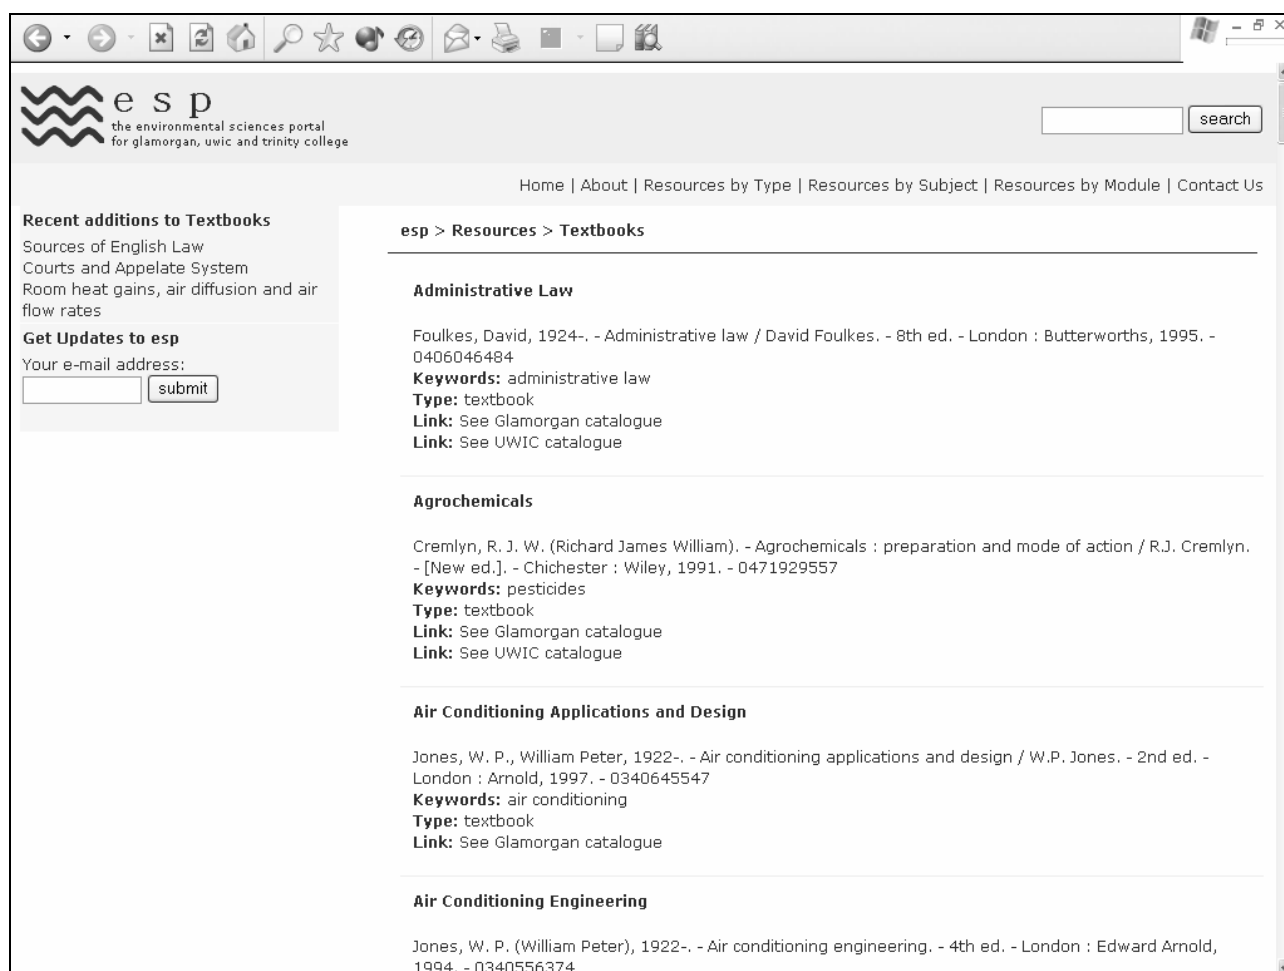 e s p
the environmental sciences portal
for glamorgan, uwic and trinity college
search
Home | About | Resources by Type | Resources by Subject | Resources by Module | Contact Us
Recent additions to Textbooks
Sources of English Law
Courts and Appelate System
Room heat gains, air diffusion and air
flow rates
Get Updates to esp
Your e-mail address:
submit
esp > Resources > Textbooks
Administrative Law
Foulkes, David, 1924-. - Administrative law / David Foulkes. - 8th ed. - London : Butterworths, 1995. -
0406046484
Keywords: administrative law
Type: textbook
Link: See Glamorgan catalogue
Link: See UWIC catalogue
Agrochemicals
Cremlyn, R. J. W. (Richard James William). - Agrochemicals : preparation and mode of action / R.J. Cremlyn.
- [New ed.]. - Chichester : Wiley, 1991. - 0471929557
Keywords: pesticides
Type: textbook
Link: See Glamorgan catalogue
Link: See UWIC catalogue
Air Conditioning Applications and Design
Jones, W. P., William Peter, 1922-. - Air conditioning applications and design / W.P. Jones. - 2nd ed. -
London : Arnold, 1997. - 0340645547
Keywords: air conditioning
Type: textbook
Link: See Glamorgan catalogue
Air Conditioning Engineering
Jones, W. P. (William Peter), 1922-. - Air conditioning engineering. - 4th ed. - London : Edward Arnold,
1994. - 0340556374